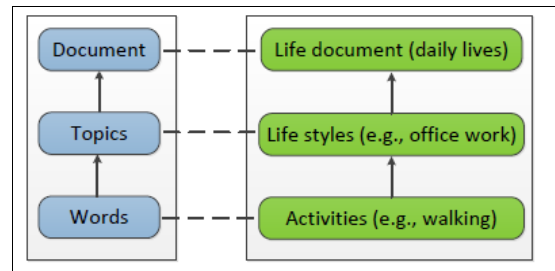 Document
Life document (daily lives)
Topics
Life styles (e.g., office work)
Words
Activities (e.g., walking)